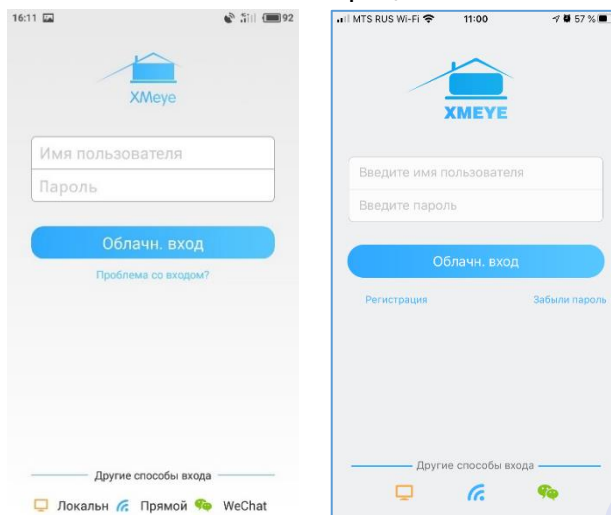 16:11 92
XMeye
Имя пользователя
Пароль
Облачн. вход
Проблема со входом?
Другие способы входа
Локальн Прямой WeChat
MTS RUS Wi-Fi 11:00 57 %
XMEYE
Введите имя пользователя
Введите пароль
Облачн. вход
Регистрация Забыли пароль
Другие способы входа